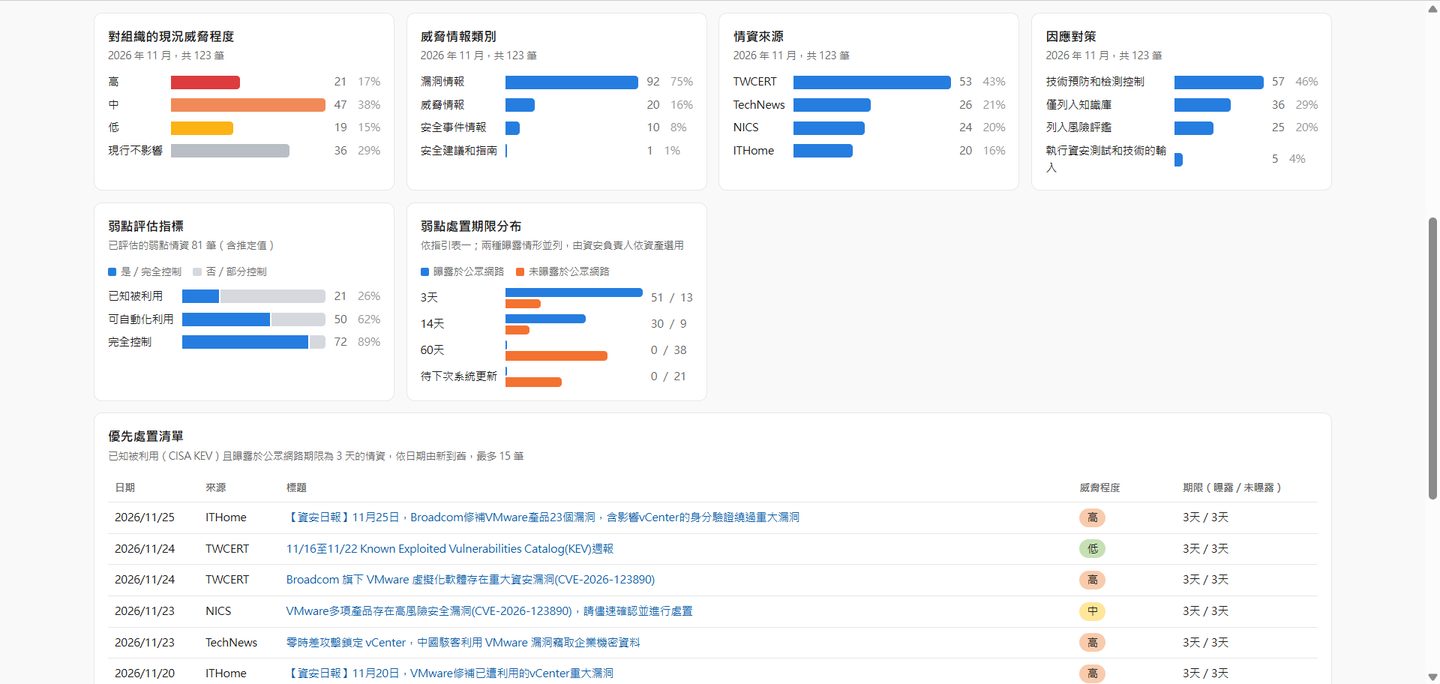 對組織的現況威脅程度
2026 年 11 月，共 123 筆
高 21 17%
中 47 38%
低 19 15%
現行不影響 36 29%
威脅情報類別
2026 年 11 月，共 123 筆
漏洞情報 92 75%
威脅情報 20 16%
安全事件情報 10 8%
安全建議和指南 1 1%
情資來源
2026 年 11 月，共 123 筆
TWCERT 53 43%
TechNews 26 21%
NICS 24 20%
ITHome 20 16%
因應對策
2026 年 11 月，共 123 筆
技術預防和檢測控制 57 46%
僅列入知識庫 36 29%
列入風險評鑑 25 20%
執行資安測試和技術的輸
入 5 4%
弱點評估指標
已評估的弱點情資 81 筆（含推定值）
是 / 完全控制 否 / 部分控制
已知被利用 21 26%
可自動化利用 50 62%
完全控制 72 89%
弱點處置期限分布
依指引表一；兩種曝露情形並列，由資安負責人依資產選用
曝露於公眾網路 未曝露於公眾網路
3天 51 / 13
14天 30 / 9
60天 0 / 38
待下次系統更新 0 / 21
優先處置清單
已知被利用（CISA KEV）且曝露於公眾網路期限為 3 天的情資，依日期由新到舊，最多 15 筆
日期 來源 標題 威脅程度 期限（曝露 / 未曝露）
2026/11/25 ITHome 【資安日報】11月25日，Broadcom修補VMware產品23個漏洞，含影響vCenter的身分驗證繞過重大漏洞 高 3天 / 3天
2026/11/24 TWCERT 11/16至11/22 Known Exploited Vulnerabilities Catalog(KEV)週報 低 3天 / 3天
2026/11/24 TWCERT Broadcom 旗下 VMware 虛擬化軟體存在重大資安漏洞(CVE-2026-123890) 高 3天 / 3天
2026/11/23 NICS VMware多項產品存在高風險安全漏洞(CVE-2026-123890)，請儘速確認並進行處置 中 3天 / 3天
2026/11/23 TechNews 零時差攻擊鎖定 vCenter，中國駭客利用 VMware 漏洞竊取企業機密資料 高 3天 / 3天
2026/11/20 ITHome 【資安日報】11月20日，VMware修補已遭利用的vCenter重大漏洞 高 3天 / 3天